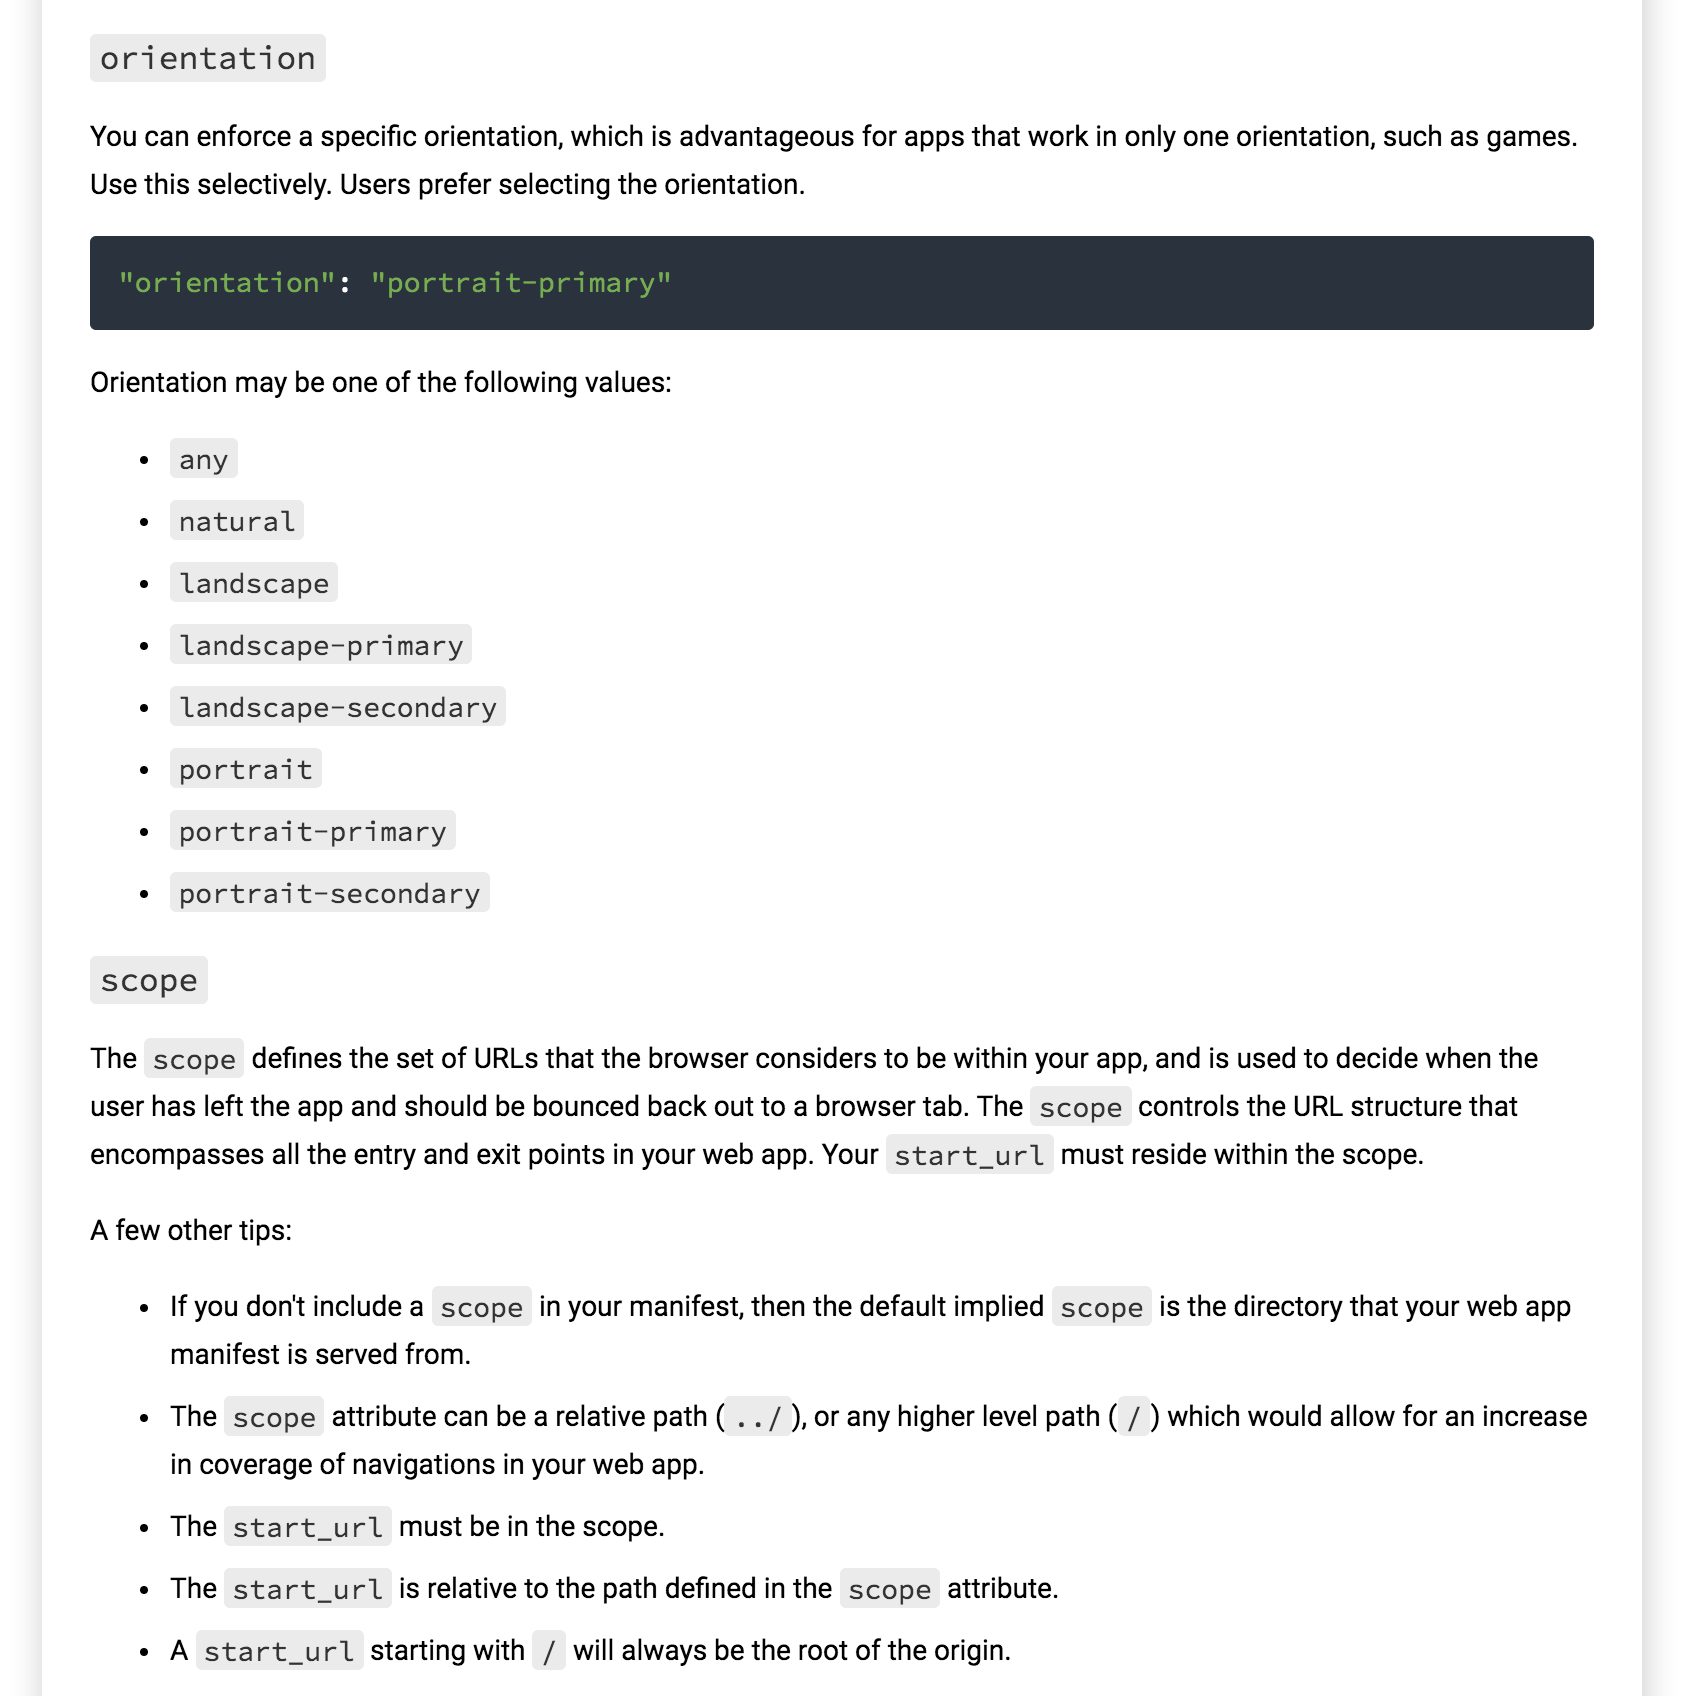 orientation
You can enforce a specific orientation, which is advantageous for apps that work in only one orientation, such as games.
Use this selectively. Users prefer selecting the orientation.
"orientation": "portrait-primary"
Orientation may be one of the following values:
• any
• natural
• landscape
• landscape-primary
• landscape-secondary
• portrait
• portrait-primary
• portrait-secondary
scope
The scope defines the set of URLs that the browser considers to be within your app, and is used to decide when the
user has left the app and should be bounced back out to a browser tab. The scope controls the URL structure that
encompasses all the entry and exit points in your web app. Your start_url must reside within the scope.
A few other tips:
• If you don't include a scope in your manifest, then the default implied scope is the directory that your web app
manifest is served from.
• The scope attribute can be a relative path ( ../ ), or any higher level path ( / ) which would allow for an increase
in coverage of navigations in your web app.
• The start_url must be in the scope.
• The start_url is relative to the path defined in the scope attribute.
• A start_url starting with / will always be the root of the origin.